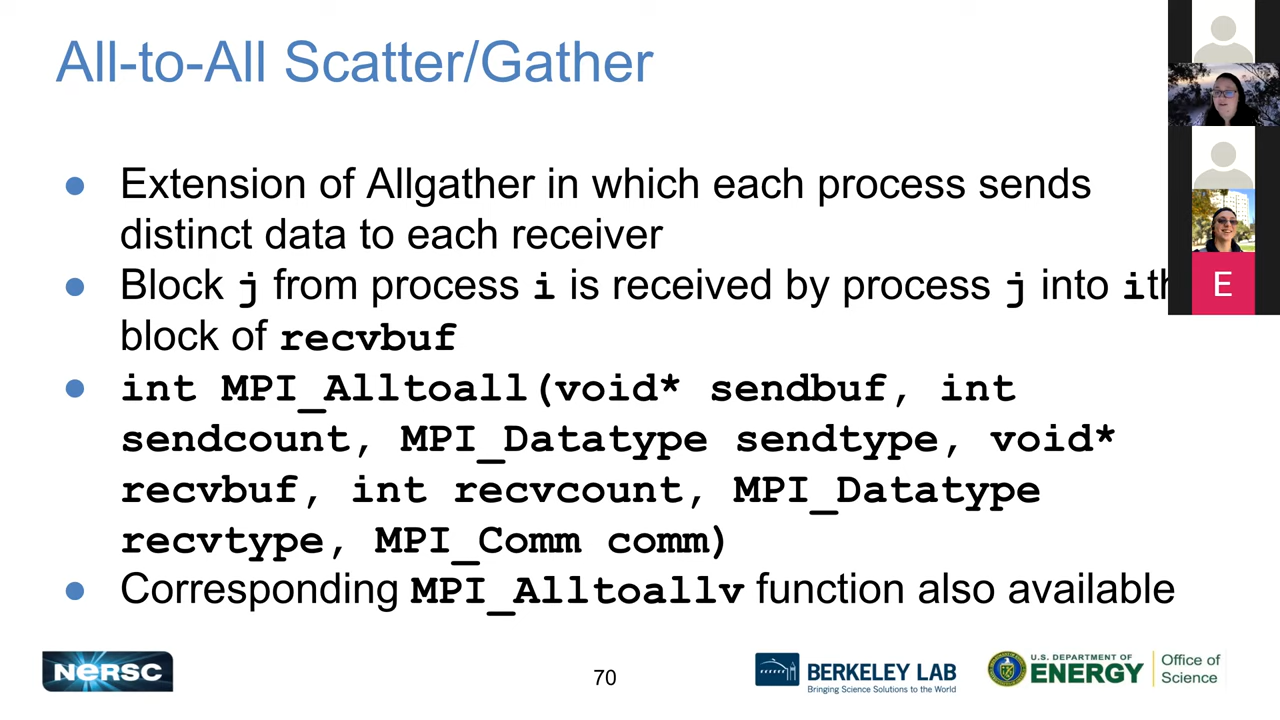 All-to-All Scatter/Gather
● Extension of Allgather in which each process sends
distinct data to each receiver
● Block j from process i is received by process j into ith
block of recvbuf
● int MPI_Alltoall(void* sendbuf, int
sendcount, MPI_Datatype sendtype, void*
recvbuf, int recvcount, MPI_Datatype
recvtype, MPI_Comm comm)
● Corresponding MPI_Alltoallv function also available
E
NERSC
70
BERKELEY LAB
Bringing Science Solutions to the World
U.S. DEPARTMENT OF
ENERGY
Office of
Science